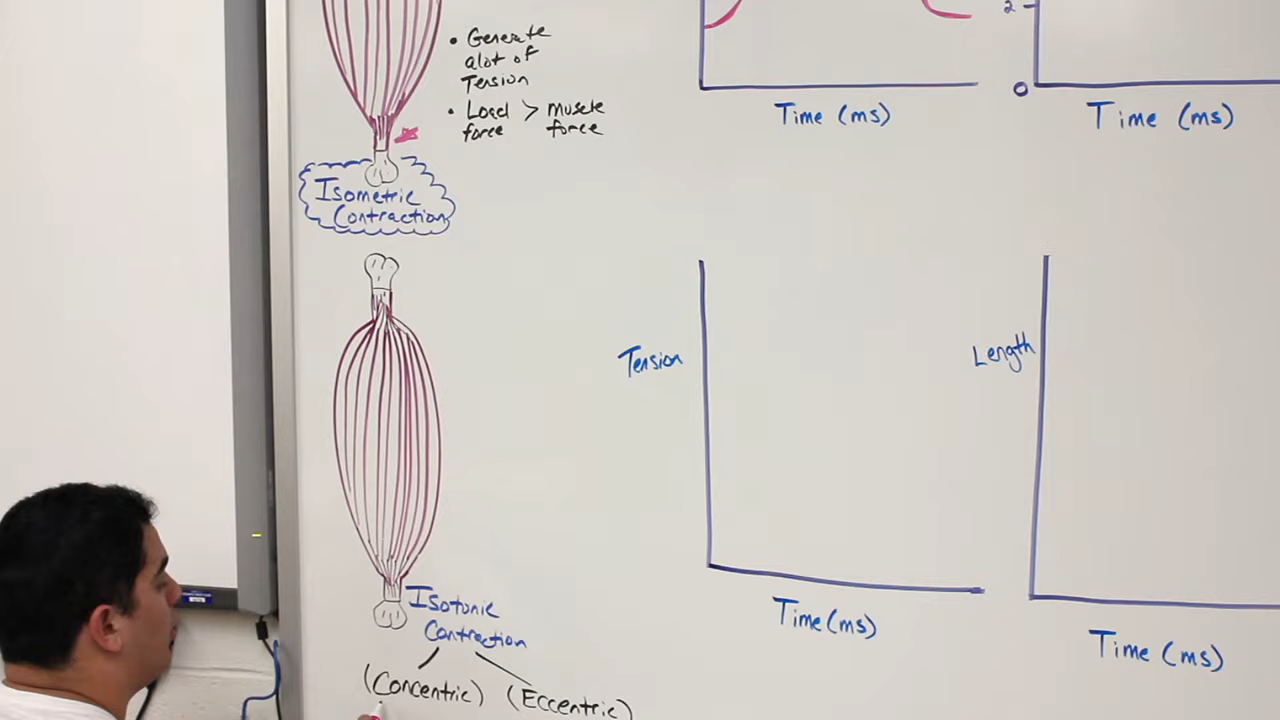 • Generate
alot of
Tension
• Load > muscle
force force
Isometric
Contraction
2
0
Time (ms)
Time (ms)
Tension
Length
Time (ms)
Time (ms)
Isotonic
Contraction
(Concentric) (Eccentric)